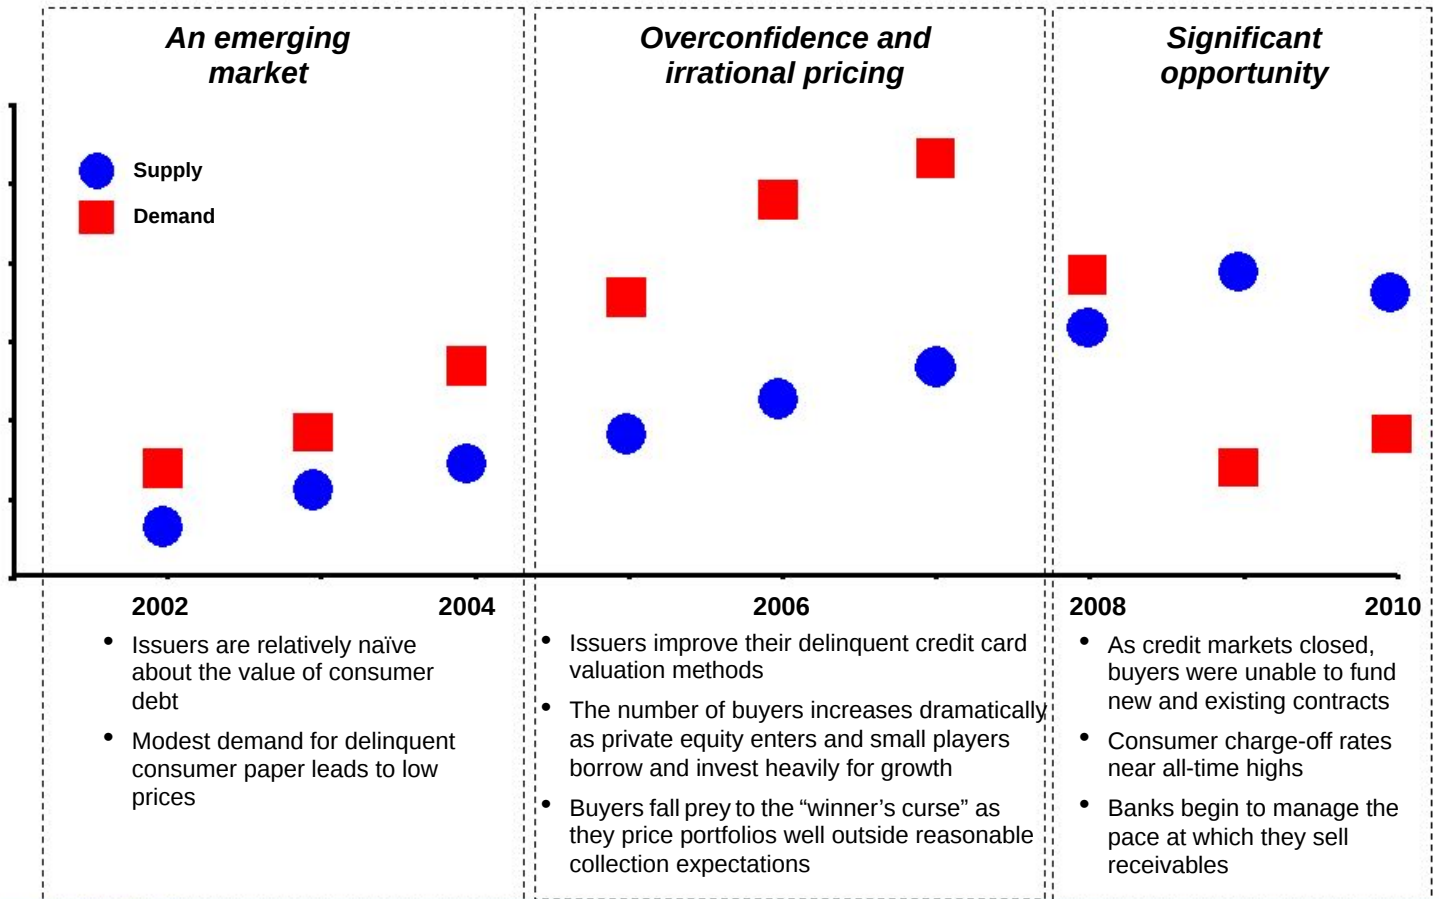 An emerging
market
Overconfidence and
irrational pricing
Significant
opportunity
Supply
Demand
2002
2004
2006
2008
2010
• Issuers are relatively naïve
about the value of consumer
debt
• Modest demand for delinquent
consumer paper leads to low
prices
• Issuers improve their delinquent credit card
valuation methods
• The number of buyers increases dramatically
as private equity enters and small players
borrow and invest heavily for growth
• Buyers fall prey to the “winner’s curse” as
they price portfolios well outside reasonable
collection expectations
• As credit markets closed,
buyers were unable to fund
new and existing contracts
• Consumer charge-off rates
near all-time highs
• Banks begin to manage the
pace at which they sell
receivables